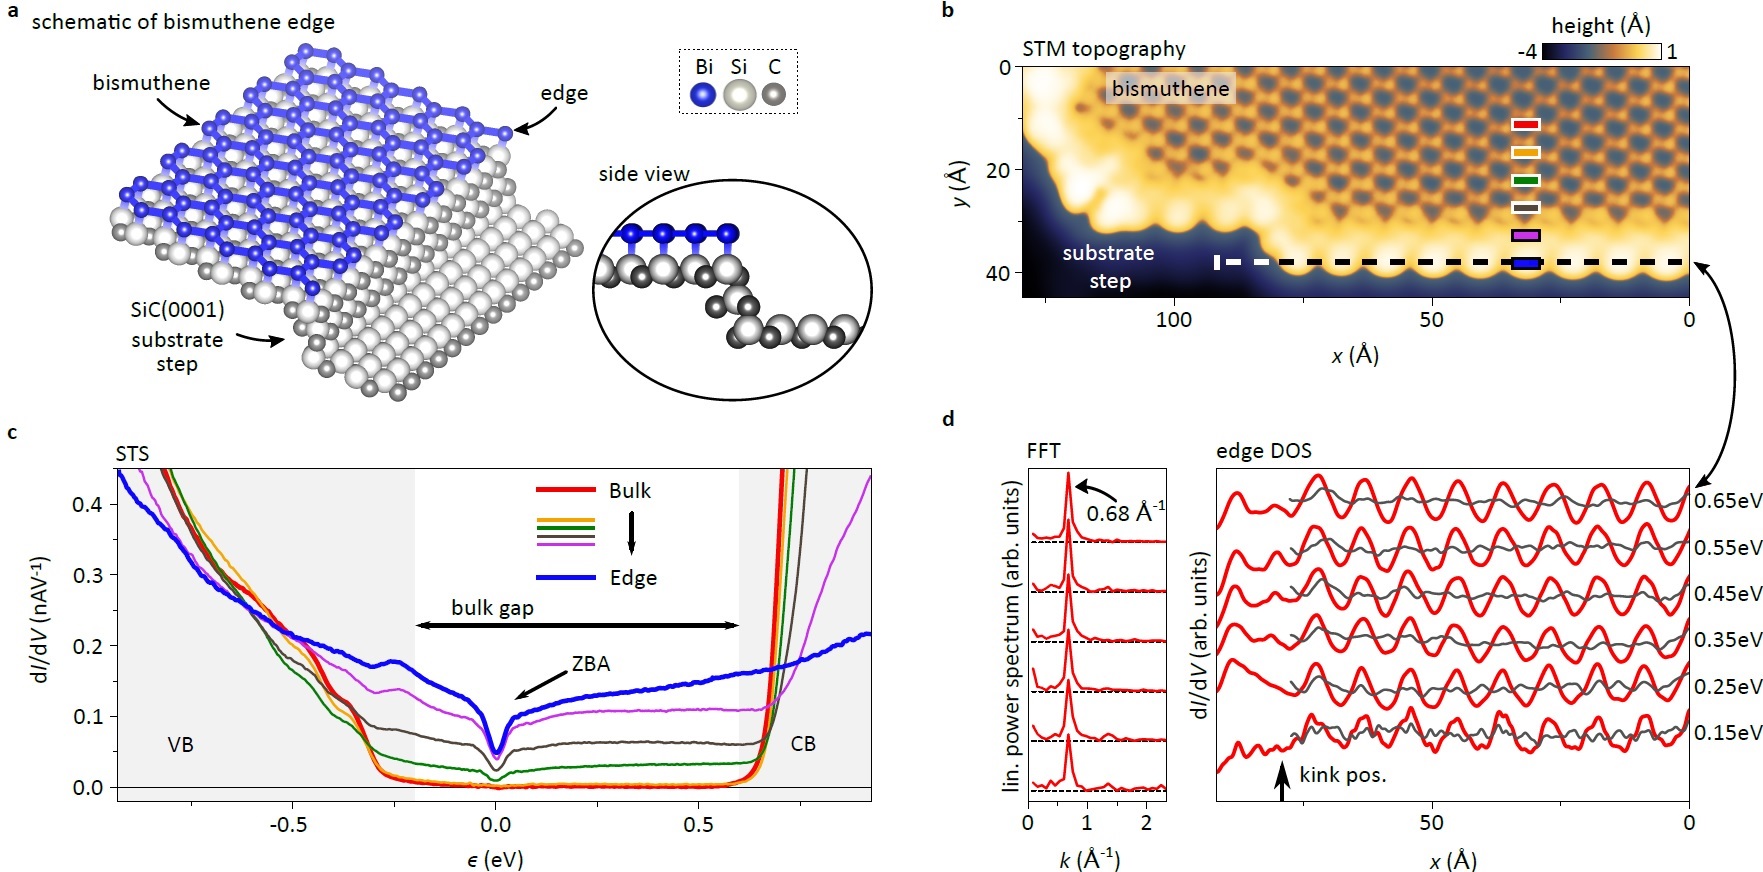 a
schematic of bismuthene edge
bismuthene
edge
Bi Si C
side view
SiC(0001)
substrate
step
b
STM topography
height (Å)
-4 1
bismuthene
substrate
step
0
20
40
y (Å)
100 50 0
x (Å)
c
STS
Bulk
Edge
bulk gap
ZBA
VB
CB
0.4
0.3
0.2
0.1
0.0
dI/dV (nAV⁻¹)
-0.5 0.0 0.5
ϵ (eV)
d
FFT
0.68 Å⁻¹
lin. power spectrum (arb. units)
0 1 2
k (Å⁻¹)
edge DOS
0.65eV
0.55eV
0.45eV
0.35eV
0.25eV
0.15eV
kink pos.
dI/dV (arb. units)
50 0
x (Å)